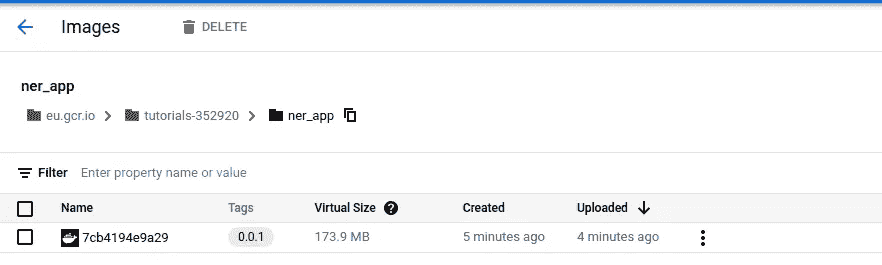 Images DELETE
ner_app
eu.gcr.io tutorials-352920 ner_app
Filter Enter property name or value
Name Tags Virtual Size ? Created Uploaded
7cb4194e9a29 0.0.1 173.9 MB 5 minutes ago 4 minutes ago